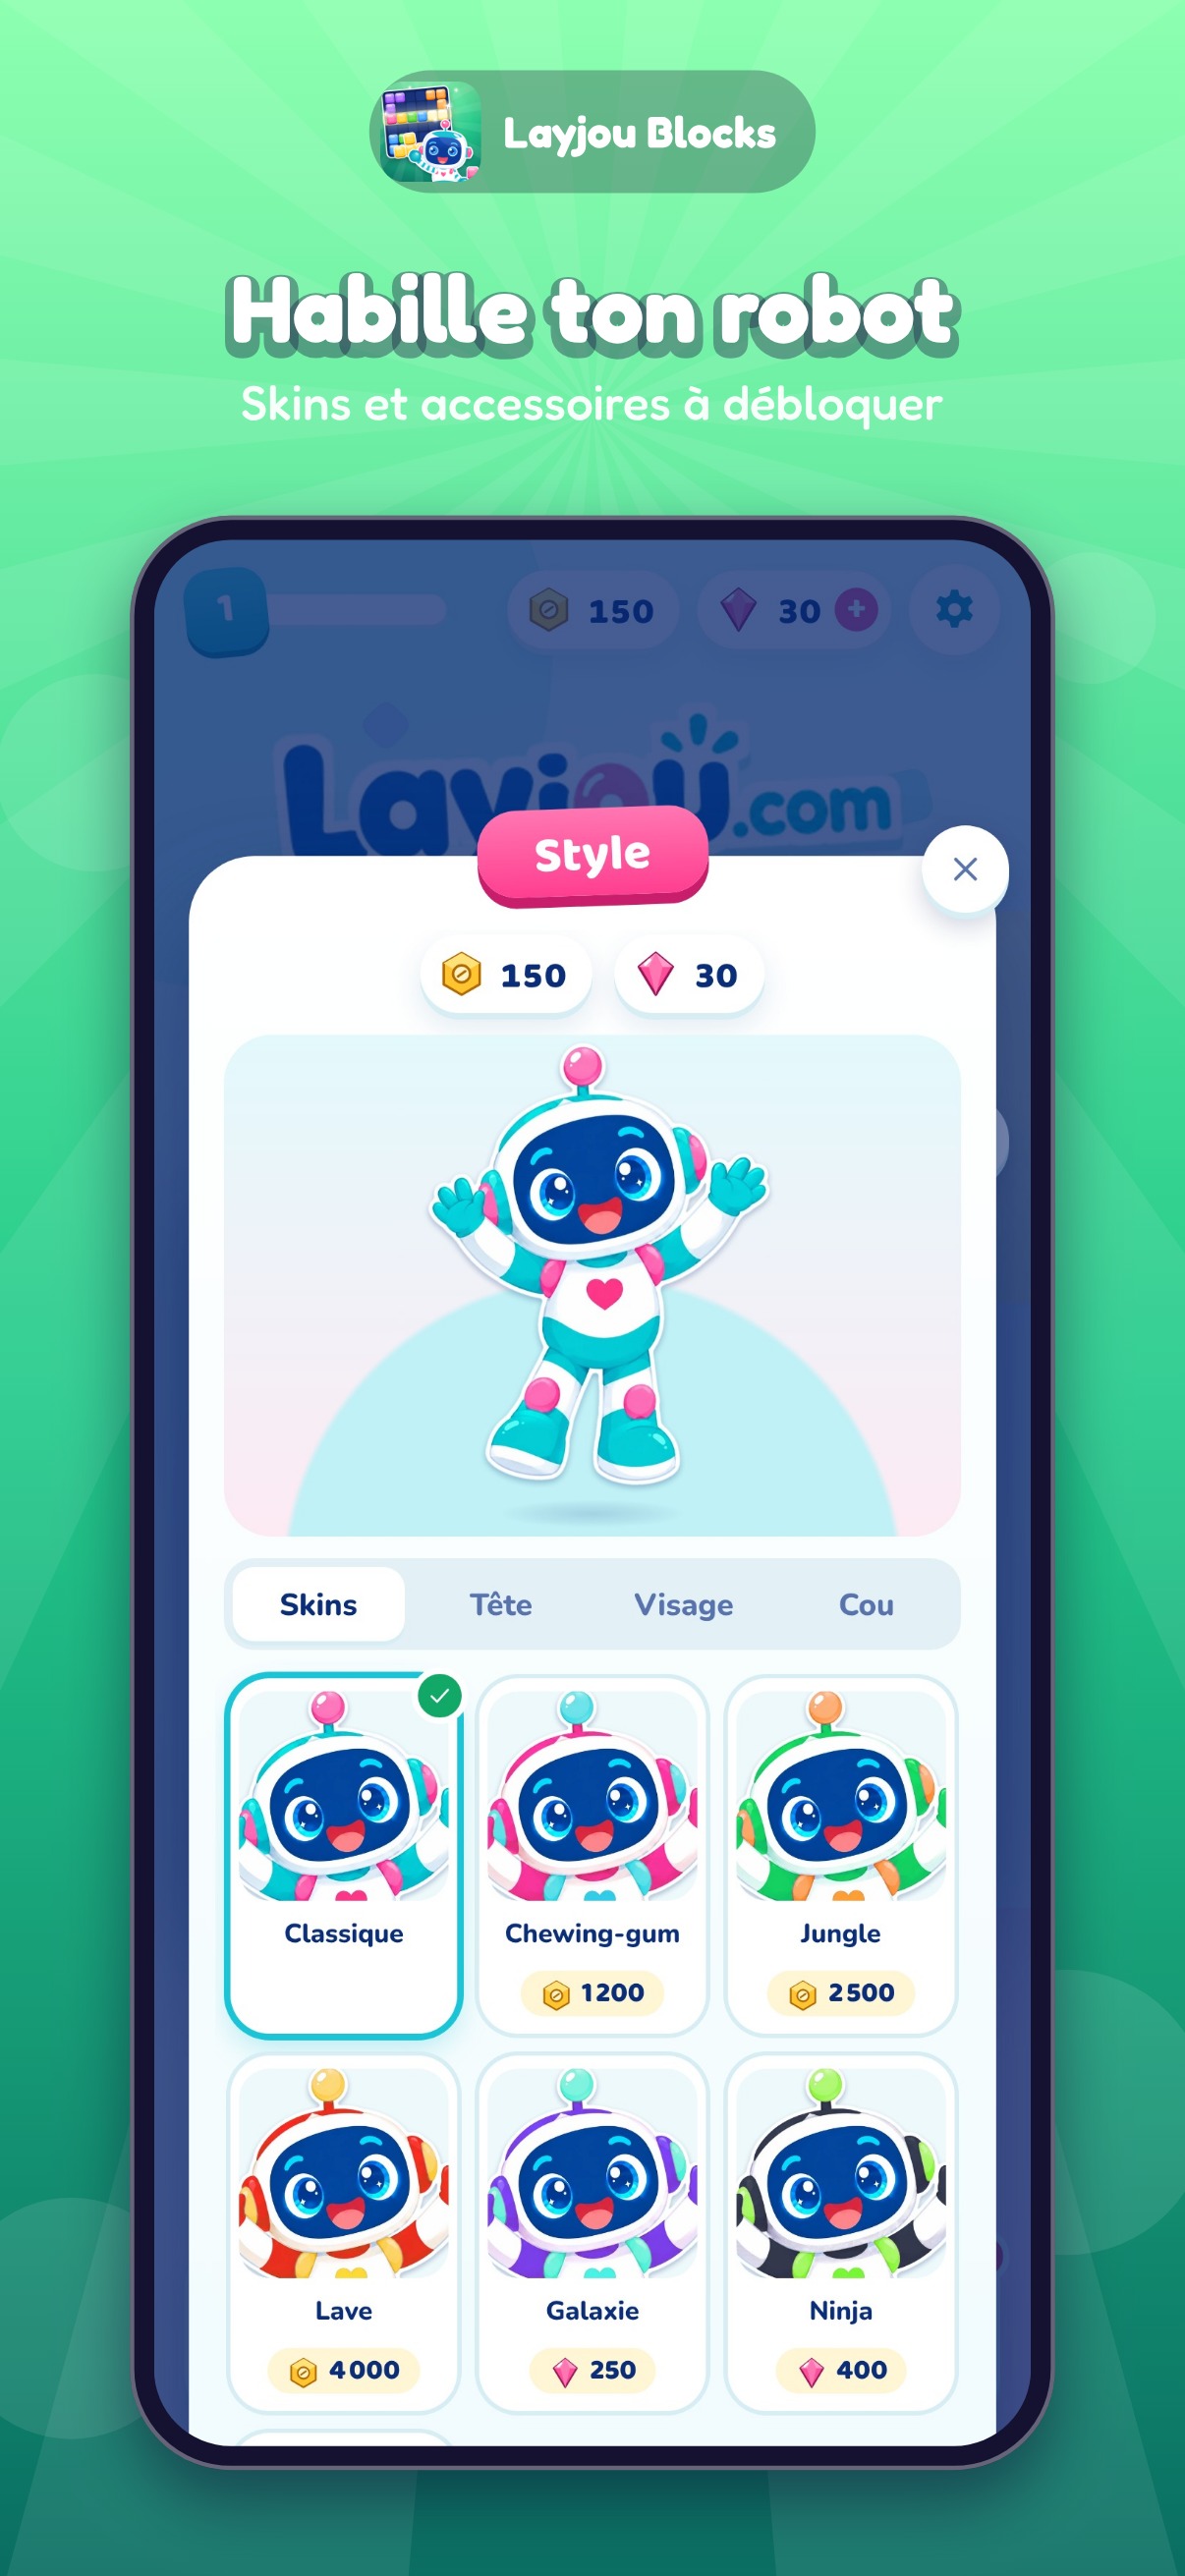 Layjou Blocks
Habille ton robot
Skins et accessoires à débloquer
1
150
30
Layjou.com
Style
150
30
Skins
Tête
Visage
Cou
Classique
Chewing-gum
Jungle
1200
2500
Lave
Galaxie
Ninja
4000
250
400